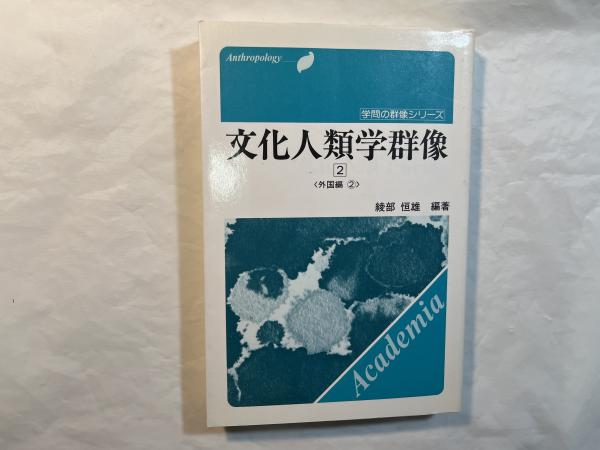 Anthropology
学問の群像シリーズ
文化人類学群像
2
〈外国編 ②〉
綾部 恒雄 編著
Academia